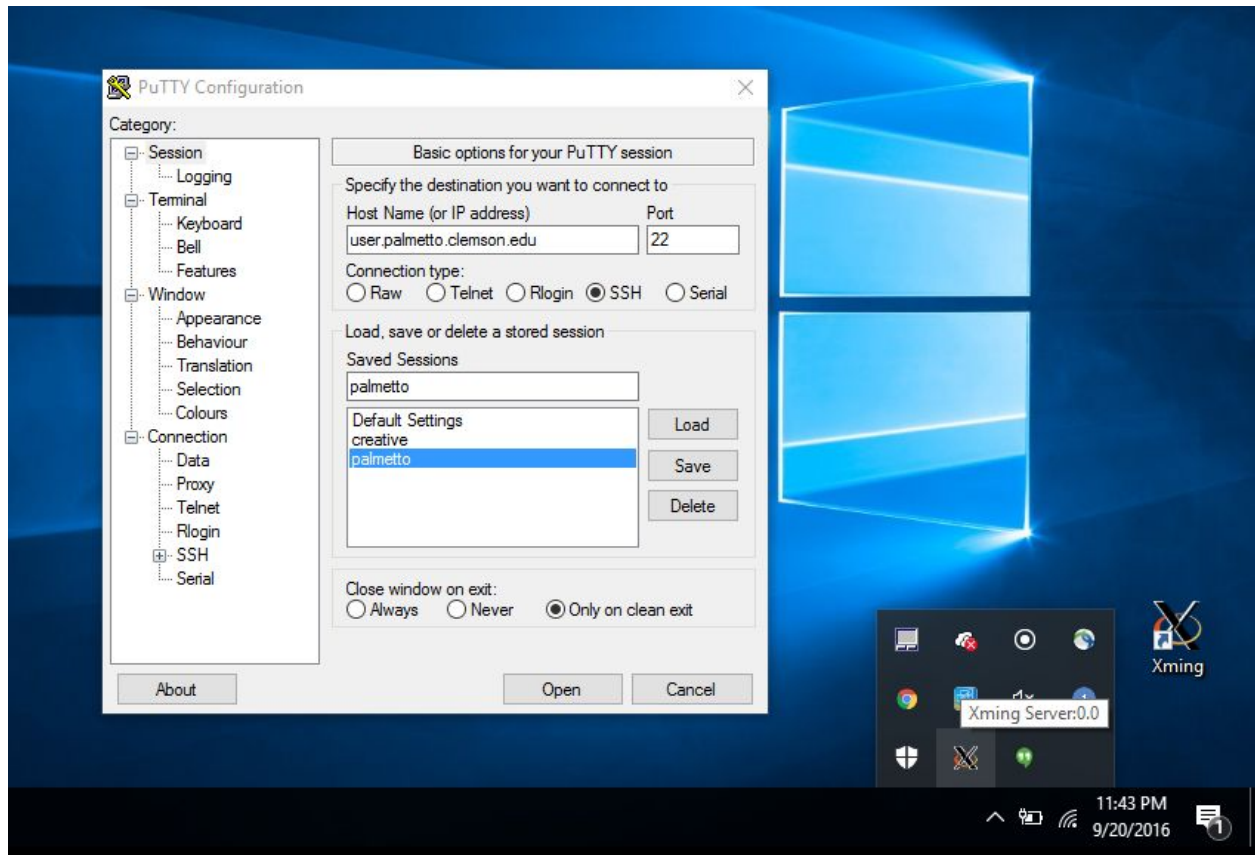 PuTTY Configuration
Category:
Session
Logging
Terminal
Keyboard
Bell
Features
Window
Appearance
Behaviour
Translation
Selection
Colours
Connection
Data
Proxy
Telnet
Rlogin
SSH
Serial
Basic options for your PuTTY session
Specify the destination you want to connect to
Host Name (or IP address) Port
user.palmetto.clemson.edu 22
Connection type:
Raw Telnet Rlogin SSH Serial
Load, save or delete a stored session
Saved Sessions
palmetto
Default Settings
creative
palmetto
Load
Save
Delete
Close window on exit:
Always Never Only on clean exit
About Open Cancel
Xming
Xming Server:0.0
11:43 PM
9/20/2016
1